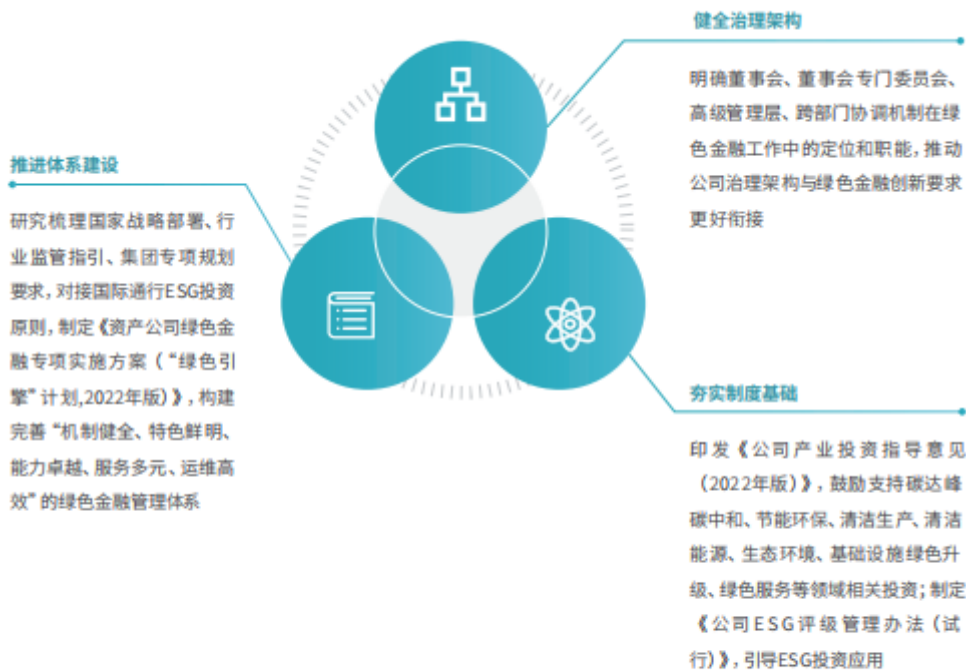 健全治理架构
明确董事会、董事会专门委员会、
高级管理层、跨部门协调机制在绿
色金融工作中的定位和职能，推动
公司治理架构与绿色金融创新要求
更好衔接
推进体系建设
研究梳理国家战略部署、行
业监管指引、集团专项规划
要求，对接国际通行ESG投资
原则，制定《资产公司绿色金
融专项实施方案（“绿色引
擎”计划,2022年版)》，构建
完善“机制健全、特色鲜明、
能力卓越、服务多元、运维高
效”的绿色金融管理体系
夯实制度基础
印发《公司产业投资指导意见
（2022年版）》，鼓励支持碳达峰
碳中和、节能环保、清洁生产、清洁
能源、生态环境、基础设施绿色升
级、绿色服务等领域相关投资；制定
《公司ESG评级管理办法（试
行）》，引导ESG投资应用